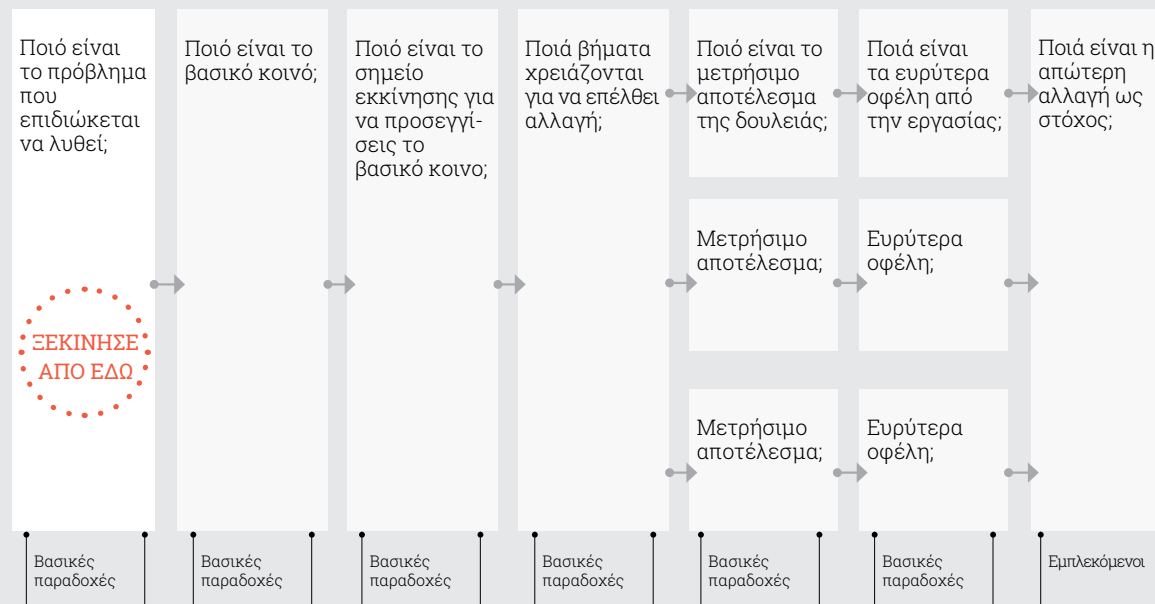 Ποιό είναι
το πρόβλημα
που
επιδιώκεται
να λυθεί;
ΞΕΚΙΝΗΣΕ
ΑΠΟ ΕΔΩ
Ποιό είναι το
βασικό κοινό;
Ποιό είναι το
σημείο
εκκίνησης για
να προσεγγί-
σεις το
βασικό κοινο;
Ποιά βήματα
χρειάζονται
για να επέλθει
αλλαγή;
Ποιό είναι το
μετρήσιμο
αποτέλεσμα
της δουλειάς;
Ποιά είναι
τα ευρύτερα
οφέλη από
την εργασίας;
Ποιά είναι η
απώτερη
αλλαγή ως
στόχος;
Μετρήσιμο
αποτέλεσμα;
Ευρύτερα
οφέλη;
Μετρήσιμο
αποτέλεσμα;
Ευρύτερα
οφέλη;
Βασικές
παραδοχές
Βασικές
παραδοχές
Βασικές
παραδοχές
Βασικές
παραδοχές
Βασικές
παραδοχές
Βασικές
παραδοχές
Εμπλεκόμενοι